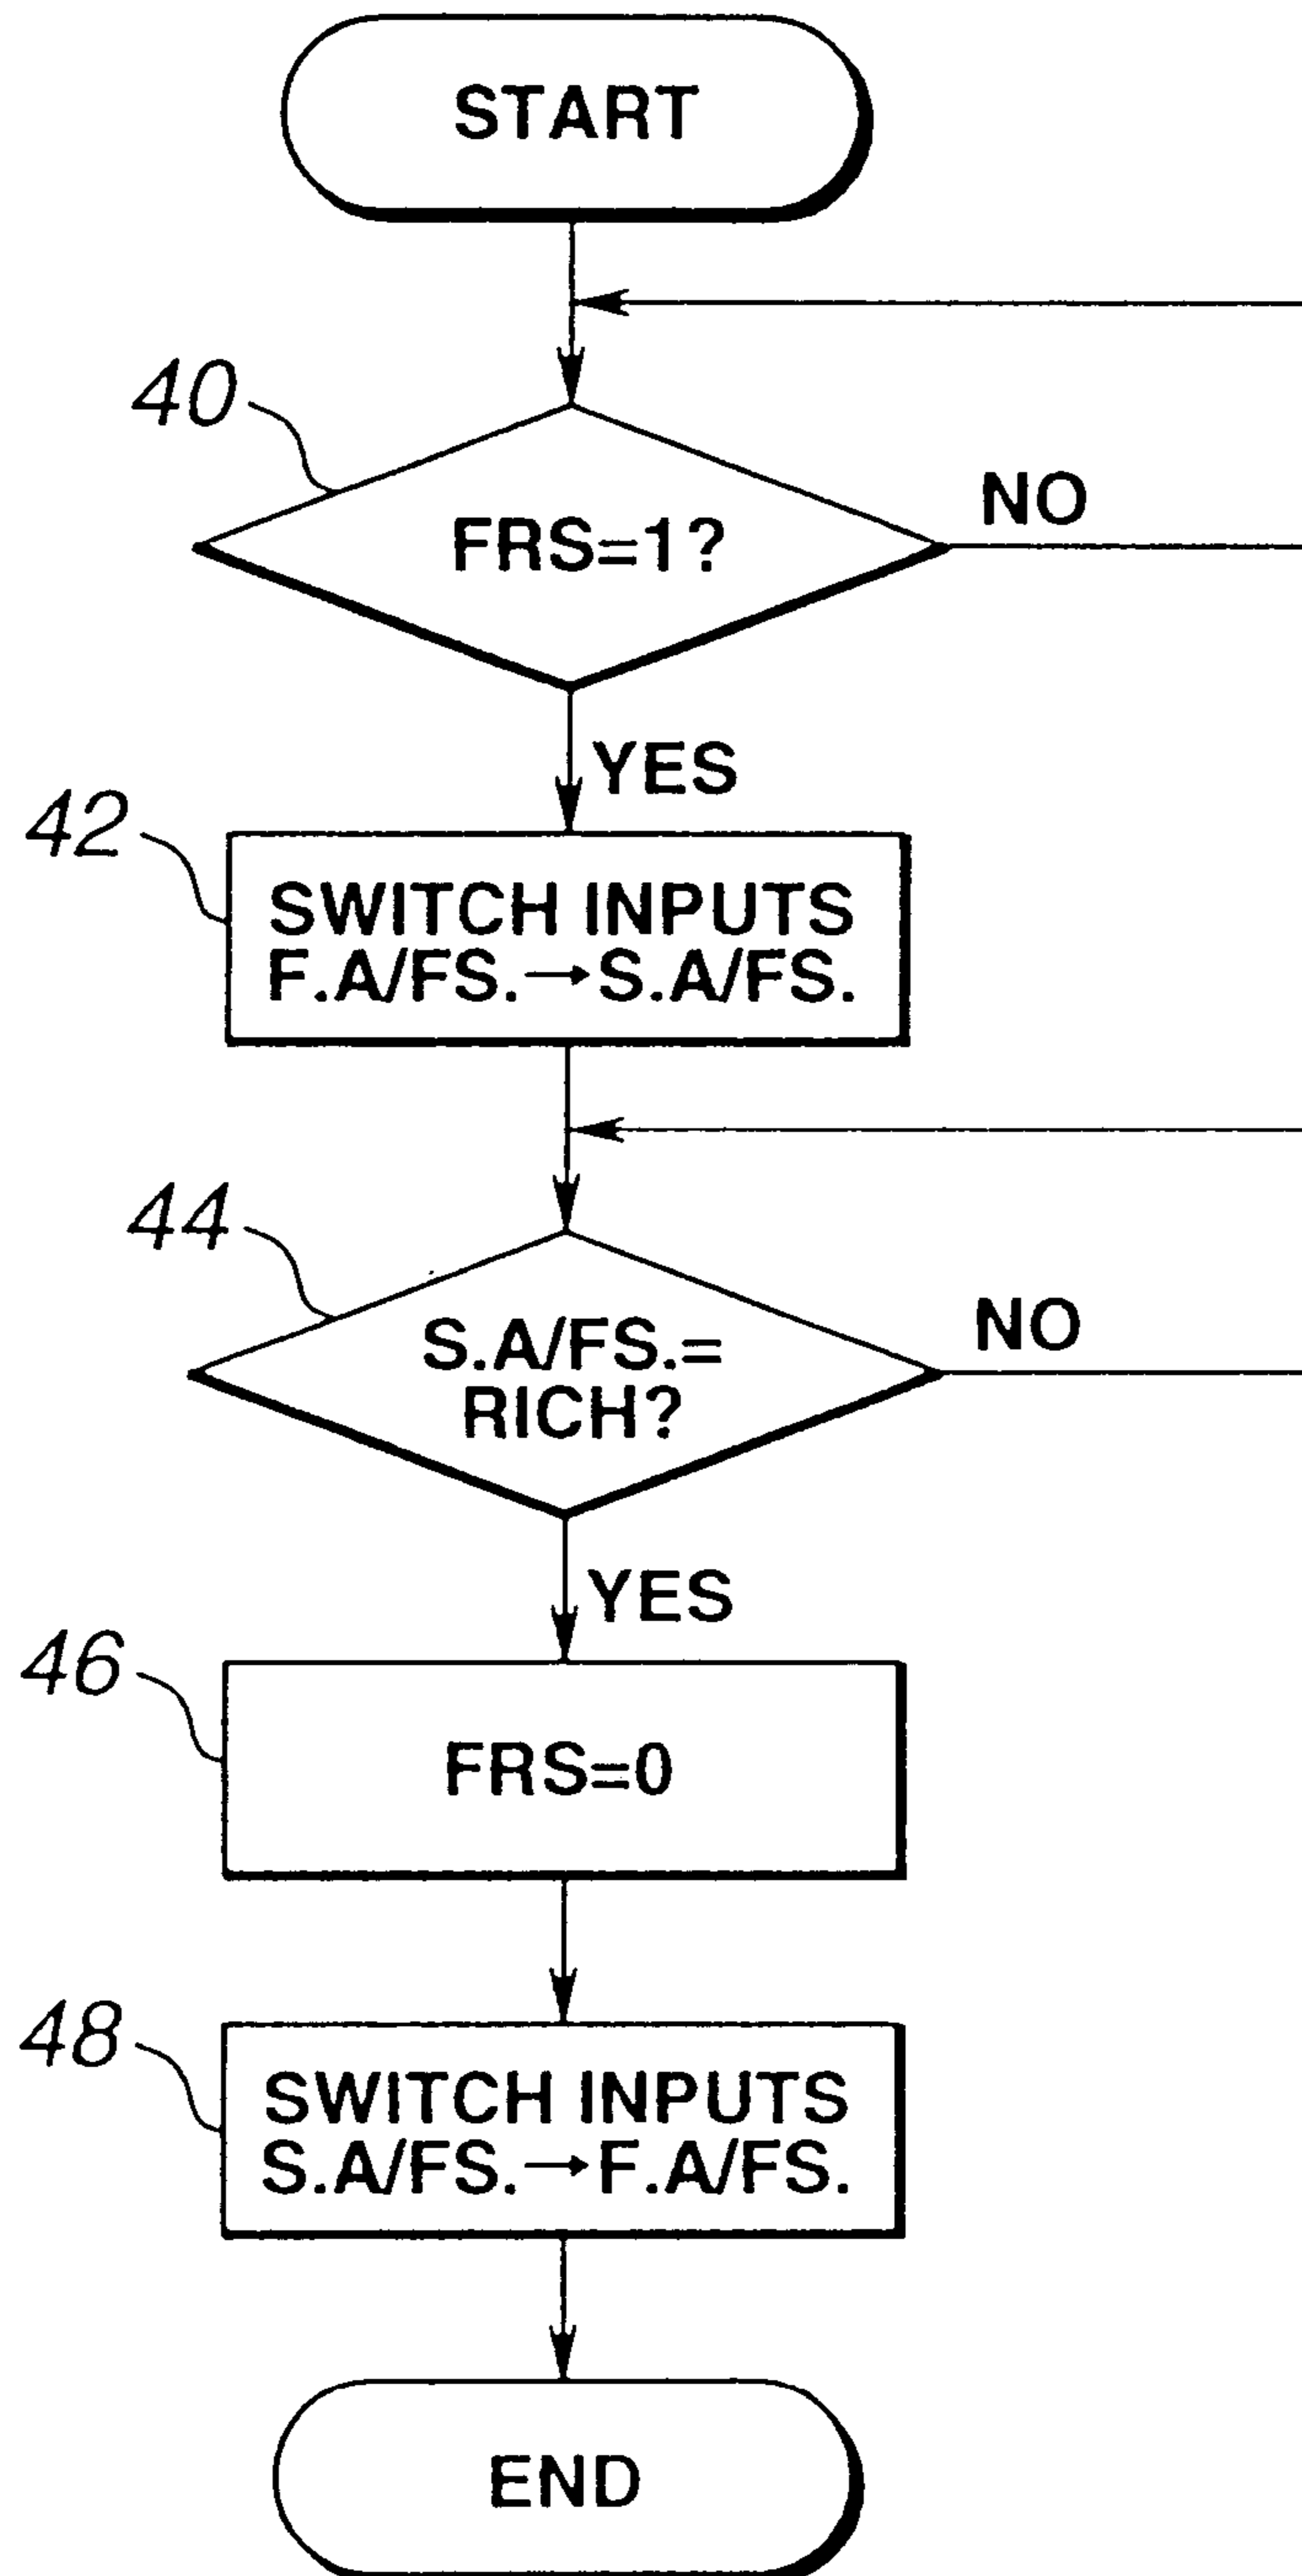 START
40
FRS=1?
NO
YES
42
SWITCH INPUTS
F.A/FS.→S.A/FS.
44
S.A/FS.=
RICH?
NO
YES
46
FRS=0
48
SWITCH INPUTS
S.A/FS.→F.A/FS.
END